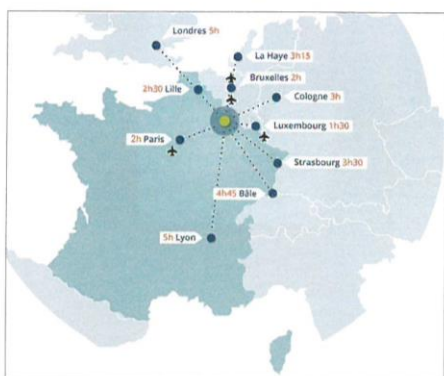 Londres 5h
La Haye 3h15
Bruxelles 2h
2h30 Lille
Cologne 3h
Luxembourg 1h30
2h Paris
Strasbourg 3h30
4h45 Bâle
5h Lyon